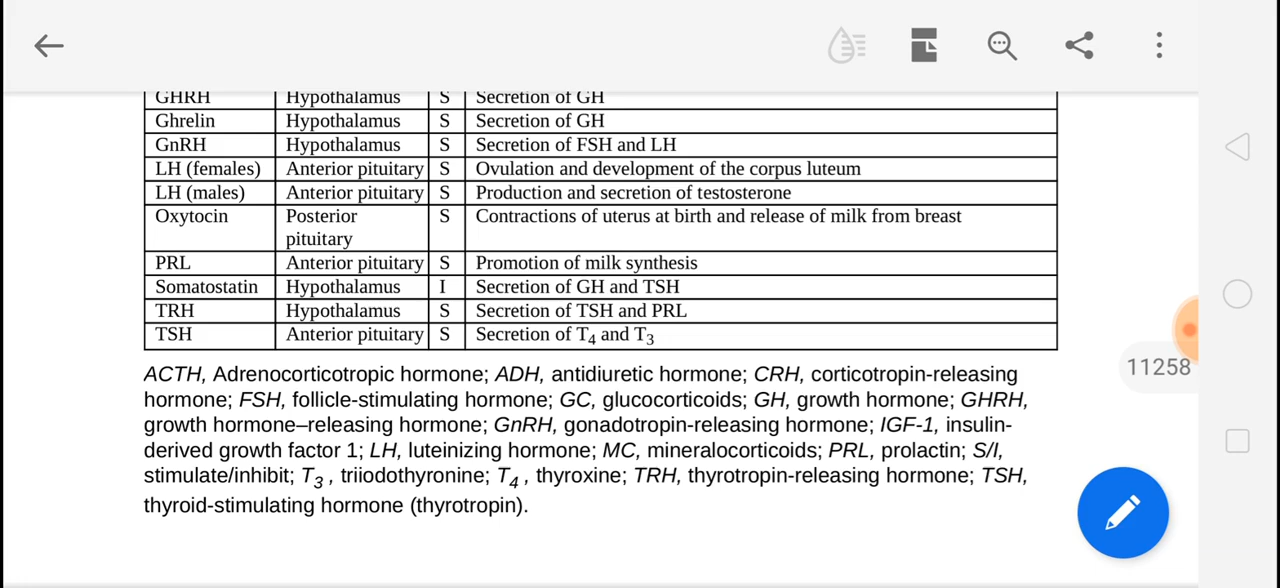 GHRH Hypothalamus S Secretion of GH
Ghrelin Hypothalamus S Secretion of GH
GnRH Hypothalamus S Secretion of FSH and LH
LH (females) Anterior pituitary S Ovulation and development of the corpus luteum
LH (males) Anterior pituitary S Production and secretion of testosterone
Oxytocin Posterior S Contractions of uterus at birth and release of milk from breast
pituitary
PRL Anterior pituitary S Promotion of milk synthesis
Somatostatin Hypothalamus I Secretion of GH and TSH
TRH Hypothalamus S Secretion of TSH and PRL
TSH Anterior pituitary S Secretion of T4 and T3
11258
ACTH, Adrenocorticotropic hormone; ADH, antidiuretic hormone; CRH, corticotropin-releasing
hormone; FSH, follicle-stimulating hormone; GC, glucocorticoids; GH, growth hormone; GHRH,
growth hormone–releasing hormone; GnRH, gonadotropin-releasing hormone; IGF-1, insulin-
derived growth factor 1; LH, luteinizing hormone; MC, mineralocorticoids; PRL, prolactin; S/I,
stimulate/inhibit; T3 , triiodothyronine; T4 , thyroxine; TRH, thyrotropin-releasing hormone; TSH,
thyroid-stimulating hormone (thyrotropin).